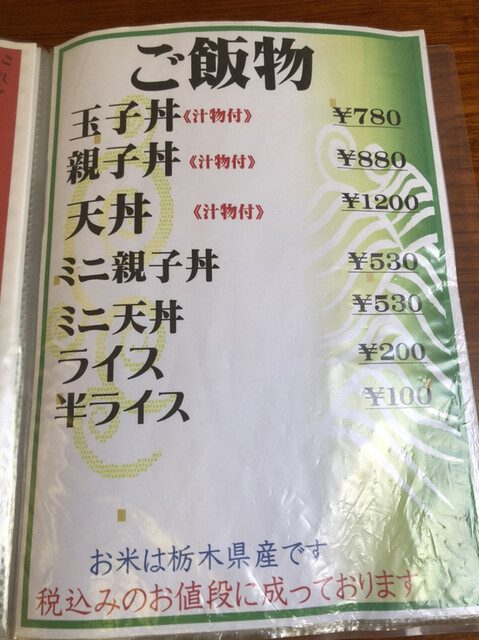 ご飯物
玉子丼《汁物付》 ¥780
親子丼《汁物付》 ¥880
天丼《汁物付》 ¥1200
ミニ親子丼 ¥530
ミニ天丼 ¥530
ライス ¥200
半ライス ¥100
お米は栃木県産です
税込みのお値段に成っております